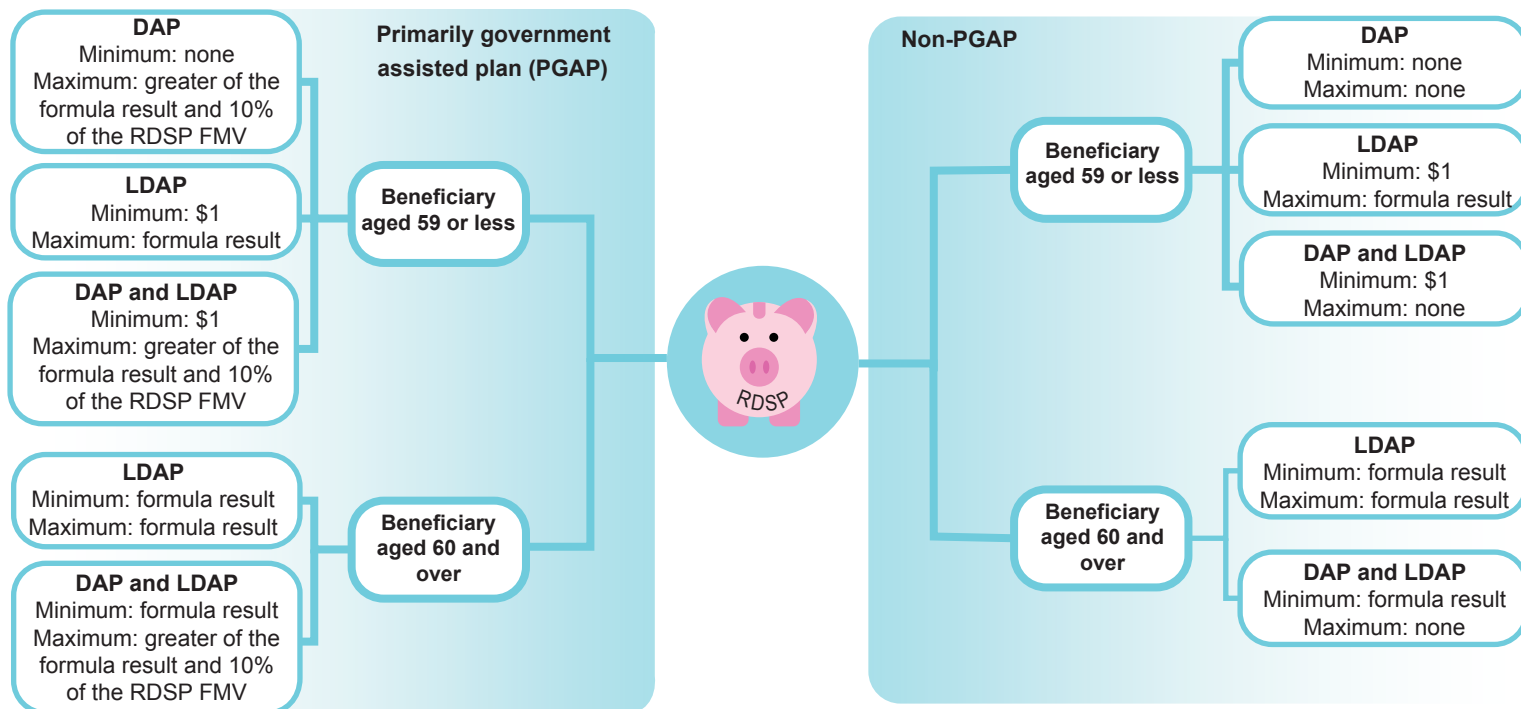 Primarily government
assisted plan (PGAP)
Beneficiary
aged 59 or less
DAP
Minimum: none
Maximum: greater of the
formula result and 10%
of the RDSP FMV
LDAP
Minimum: $1
Maximum: formula result
DAP and LDAP
Minimum: $1
Maximum: greater of the
formula result and 10%
of the RDSP FMV
Beneficiary
aged 60 and
over
LDAP
Minimum: formula result
Maximum: formula result
DAP and LDAP
Minimum: formula result
Maximum: greater of the
formula result and 10%
of the RDSP FMV
RDSP
Non-PGAP
Beneficiary
aged 59 or less
DAP
Minimum: none
Maximum: none
LDAP
Minimum: $1
Maximum: formula result
DAP and LDAP
Minimum: $1
Maximum: none
Beneficiary
aged 60 and
over
LDAP
Minimum: formula result
Maximum: formula result
DAP and LDAP
Minimum: formula result
Maximum: none